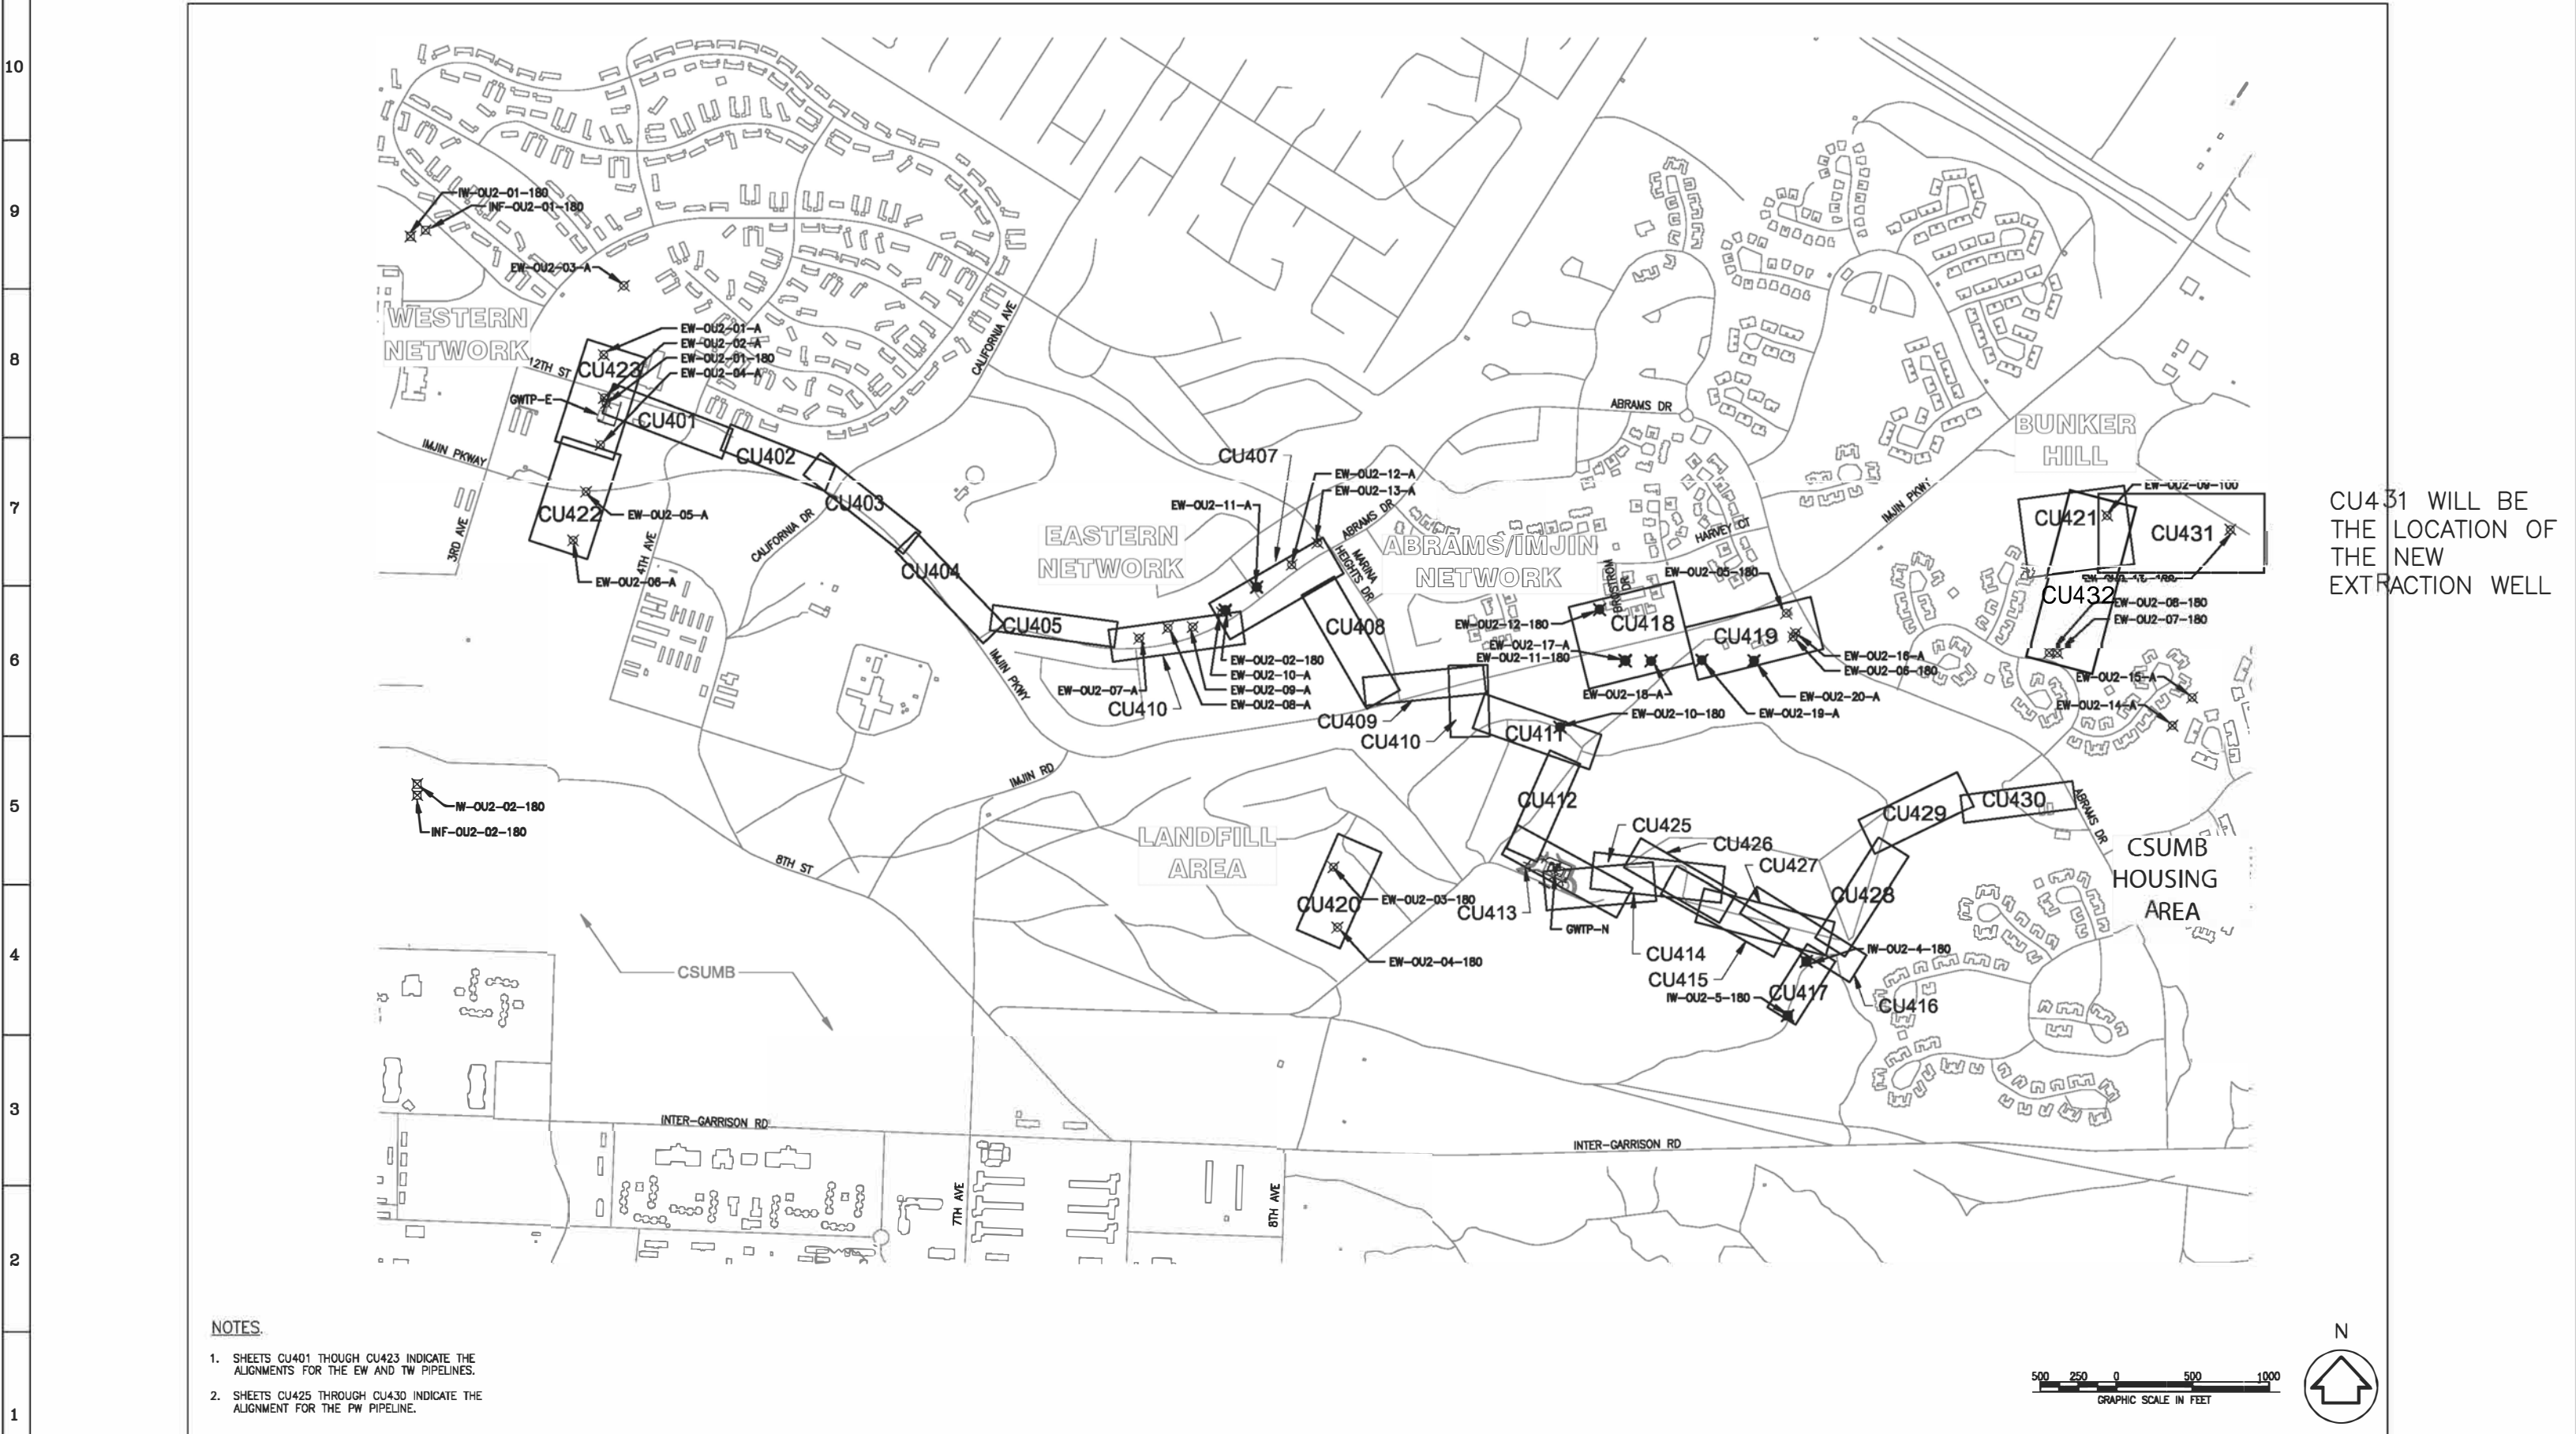 10
9
8
7
6
5
4
3
2
1
IW-OU2-01-180
INF-OU2-01-180
EW-OU2-03-A
WESTERN
NETWORK
12TH ST
EW-OU2-01-A
EW-OU2-02-A
EW-OU2-01-180
EW-OU2-04-A
CU423
GWTP-E
CU401
CU402
IMJIN PKWAY
CALIFORNIA AVE
CU403
CU422
EW-OU2-05-A
3RD AVE
4TH AVE
CALIFORNIA DR
EW-OU2-06-A
CU404
CU405
IMJIN PKWY
EASTERN
NETWORK
CU407
EW-OU2-12-A
EW-OU2-13-A
EW-OU2-11-A
ABRAMS DR
MARINA
HEIGHTS DR
ABRAMS/IMJIN
NETWORK
CU408
EW-OU2-02-180
EW-OU2-10-A
EW-OU2-09-A
EW-OU2-08-A
EW-OU2-07-A
CU410
CU409
CU410
CU411
ABRAMS DR
HARVEY CT
IMJIN PKWY
BROSTROM
DR
EW-OU2-05-180
EW-OU2-12-180
CU418
CU419
EW-OU2-17-A
EW-OU2-11-180
EW-OU2-16-A
EW-OU2-06-180
EW-OU2-18-A
EW-OU2-20-A
EW-OU2-10-180
EW-OU2-19-A
BUNKER
HILL
CU421
CU431
CU432
EW-OU2-08-180
EW-OU2-07-180
EW-OU2-15-A
EW-OU2-14-A
CU431 WILL BE
THE LOCATION OF
THE NEW
EXTRACTION WELL
IMJIN RD
IW-OU2-02-180
INF-OU2-02-180
8TH ST
LANDFILL
AREA
CU412
CU425
CU426
CU427
CU428
CU429
CU430
ABRAMS DR
CSUMB
HOUSING
AREA
CU420
EW-OU2-03-180
EW-OU2-04-180
CU413
GWTP-N
CU414
CU415
IW-OU2-4-180
IW-OU2-5-180
CU417
CU416
CSUMB
INTER-GARRISON RD
INTER-GARRISON RD
7TH AVE
8TH AVE
NOTES.
1. SHEETS CU401 THOUGH CU423 INDICATE THE
ALIGNMENTS FOR THE EW AND TW PIPELINES.
2. SHEETS CU425 THROUGH CU430 INDICATE THE
ALIGNMENT FOR THE PW PIPELINE.
N
500 250 0 500 1000
GRAPHIC SCALE IN FEET